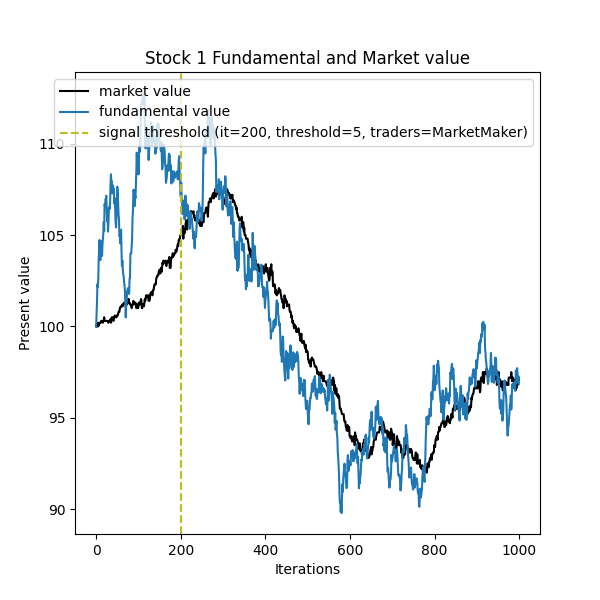 Stock 1 Fundamental and Market value
market value
fundamental value
signal threshold (it=200, threshold=5, traders=MarketMaker)
110
105
100
95
90
Present value
0 200 400 600 800 1000
Iterations